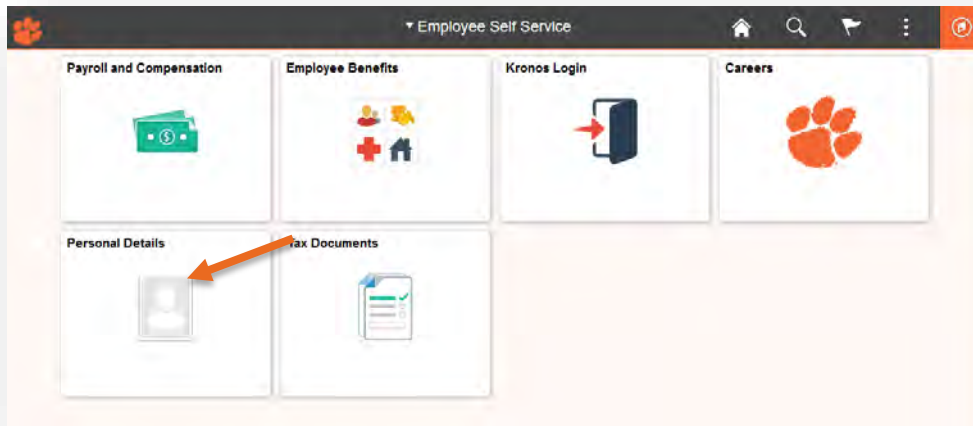 Employee Self Service
Payroll and Compensation
Employee Benefits
Kronos Login
Careers
Personal Details
Tax Documents